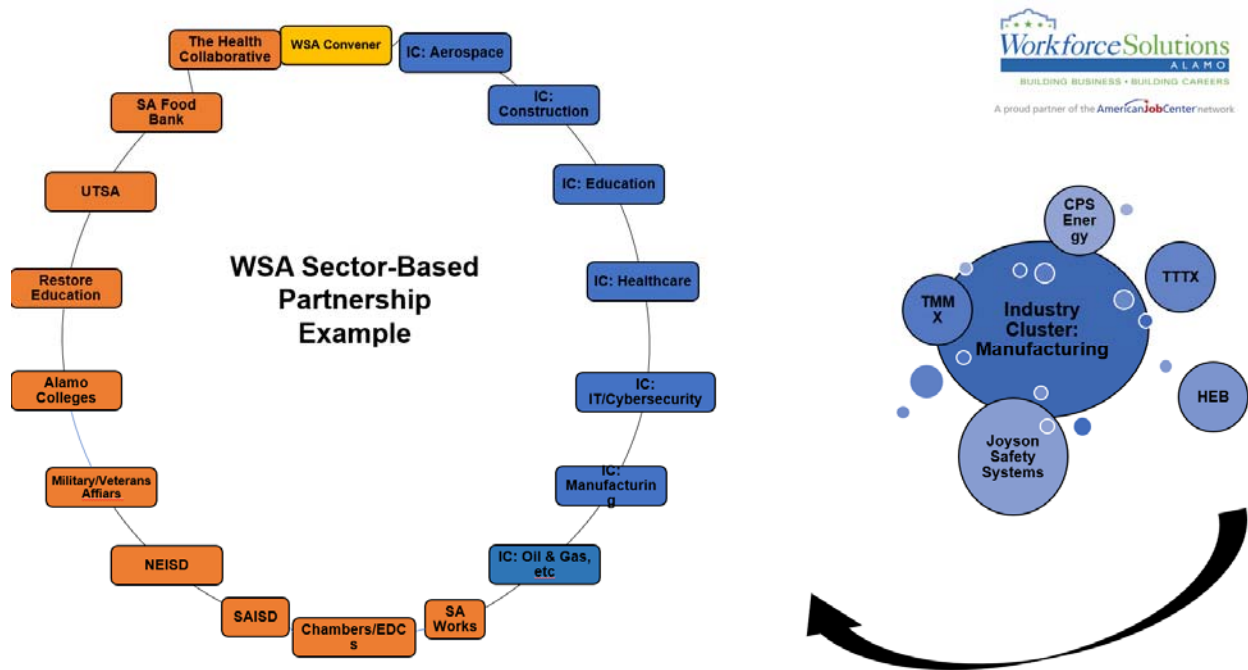 The Health
Collaborative
WSA Convener
IC: Aerospace
SA Food
Bank
IC:
Construction
UTSA
IC: Education
Restore
Education
IC: Healthcare
Alamo
Colleges
IC:
IT/Cybersecurity
Military/Veterans
Affiars
IC:
Manufacturin
g
NEISD
IC: Oil & Gas,
etc
SAISD
Chambers/EDC
s
SA
Works
WSA Sector-Based
Partnership
Example
WorkforceSolutions
ALAMO
BUILDING BUSINESS • BUILDING CAREERS
A proud partner of the AmericanJobCenter network
CPS
Ener
gy
TTTX
TMM
X
Industry
Cluster:
Manufacturing
HEB
Joyson
Safety
Systems